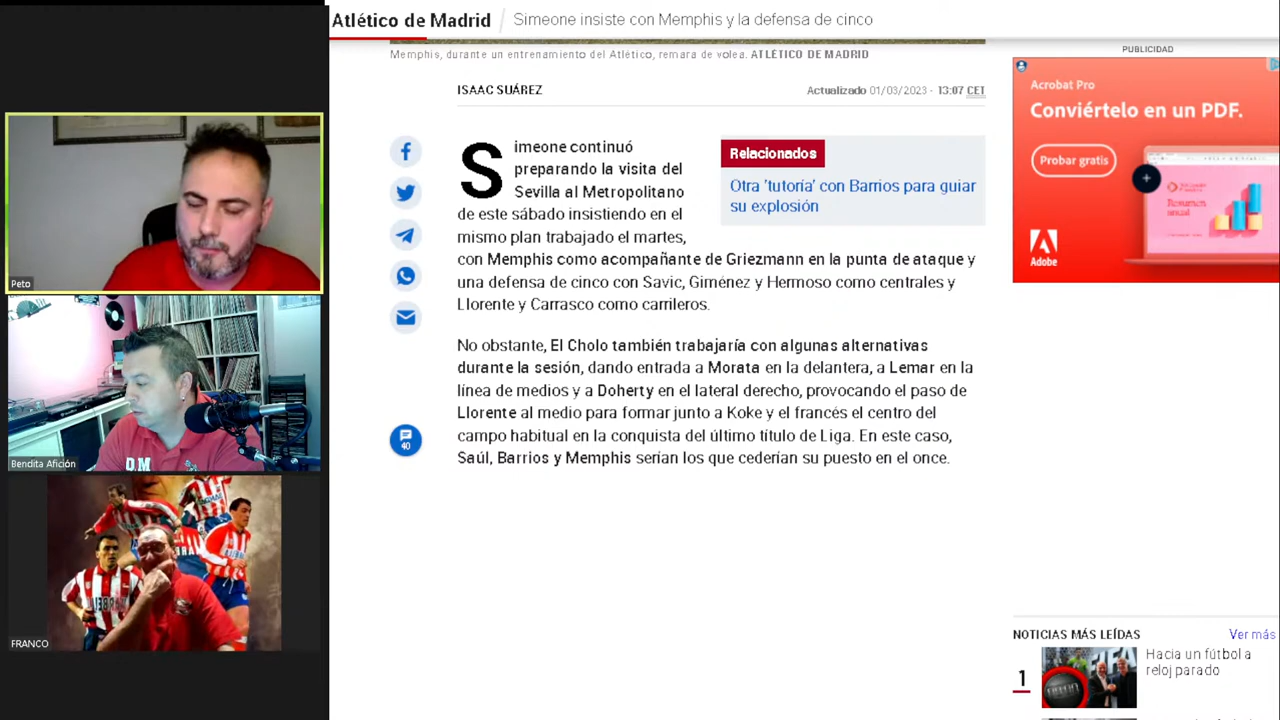 Atlético de Madrid
Simeone insiste con Memphis y la defensa de cinco
Memphis, durante un entrenamiento del Atlético, remara de volea. ATLÉTICO DE MADRID
ISAAC SUÁREZ
Actualizado 01/03/2023 - 13:07 CET
Simeone continuó
preparando la visita del
Sevilla al Metropolitano
de este sábado insistiendo en el
mismo plan trabajado el martes,
con Memphis como acompañante de Griezmann en la punta de ataque y
una defensa de cinco con Savic, Giménez y Hermoso como centrales y
Llorente y Carrasco como carrileros.
Relacionados
Otra 'tutoría' con Barrios para guiar
su explosión
No obstante, El Cholo también trabajaría con algunas alternativas
durante la sesión, dando entrada a Morata en la delantera, a Lemar en la
línea de medios y a Doherty en el lateral derecho, provocando el paso de
Llorente al medio para formar junto a Koke y el francés el centro del
campo habitual en la conquista del último título de Liga. En este caso,
Saúl, Barrios y Memphis serían los que cederían su puesto en el once.
40
PUBLICIDAD
Acrobat Pro
Conviértelo en un PDF.
Probar gratis
Resumen
anual
Adobe
NOTICIAS MÁS LEÍDAS
Ver más
1
Hacia un fútbol a
reloj parado
FIFA
Peto
Bendita Afición
FRANCO